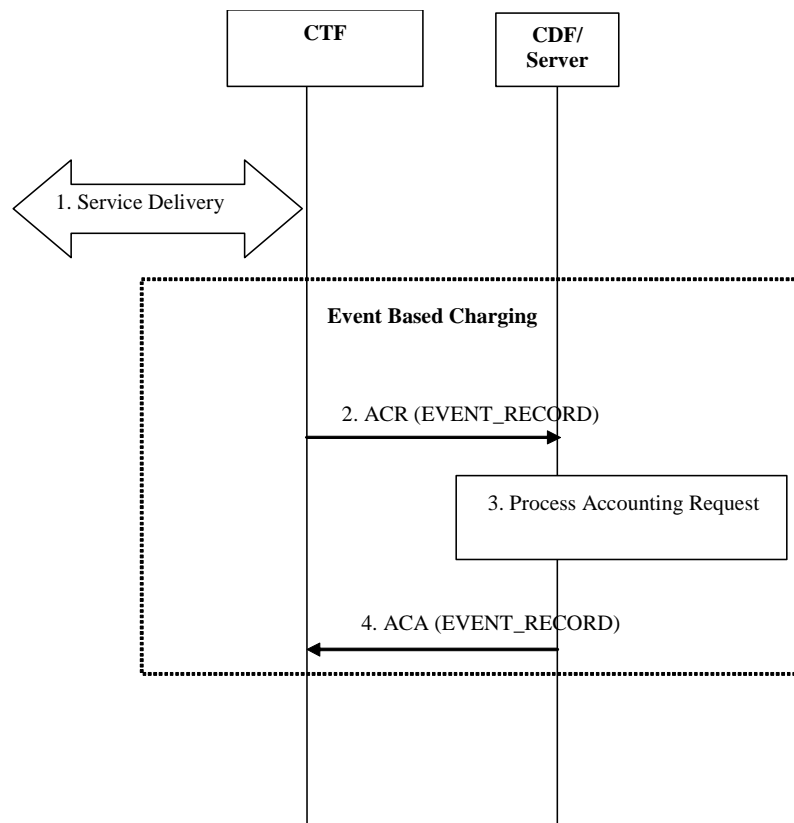 CTF
CDF/
Server
1. Service Delivery
Event Based Charging
2. ACR (EVENT_RECORD)
3. Process Accounting Request
4. ACA (EVENT_RECORD)